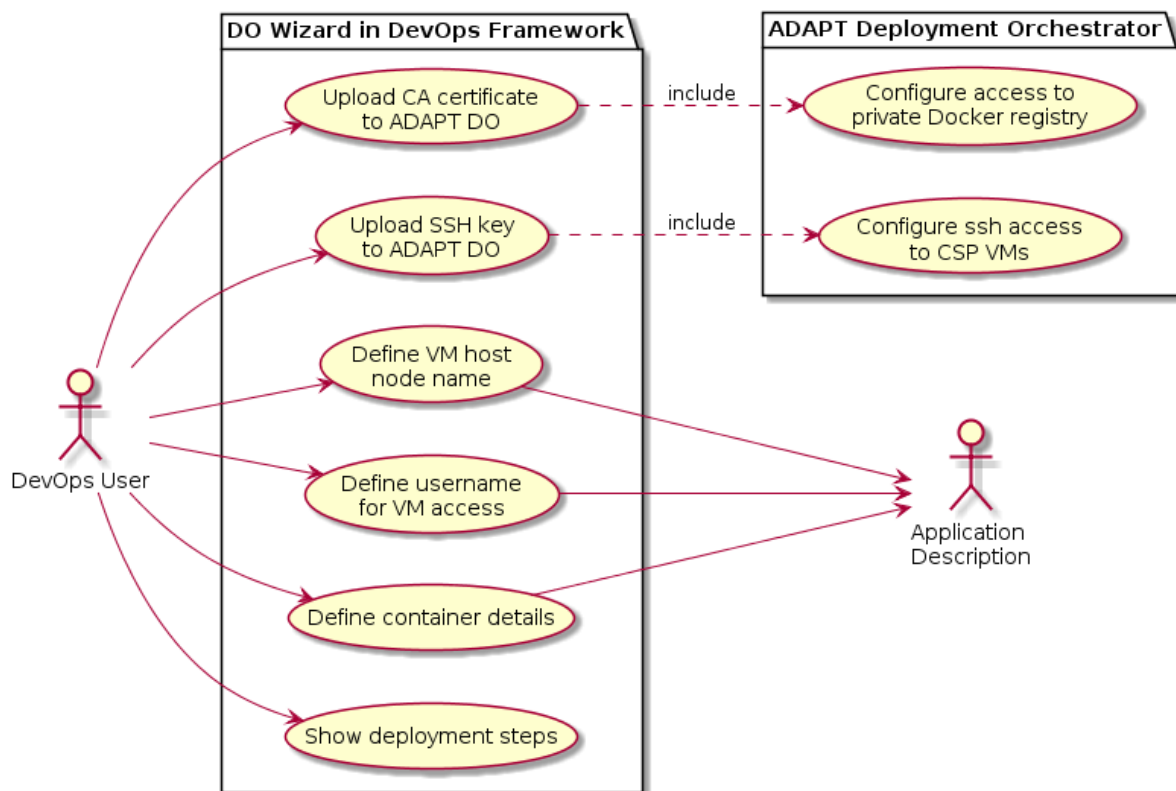 DO Wizard in DevOps Framework
ADAPT Deployment Orchestrator
Upload CA certificate
to ADAPT DO
include
Configure access to
private Docker registry
Upload SSH key
to ADAPT DO
include
Configure ssh access
to CSP VMs
Define VM host
node name
DevOps User
Define username
for VM access
Application
Description
Define container details
Show deployment steps